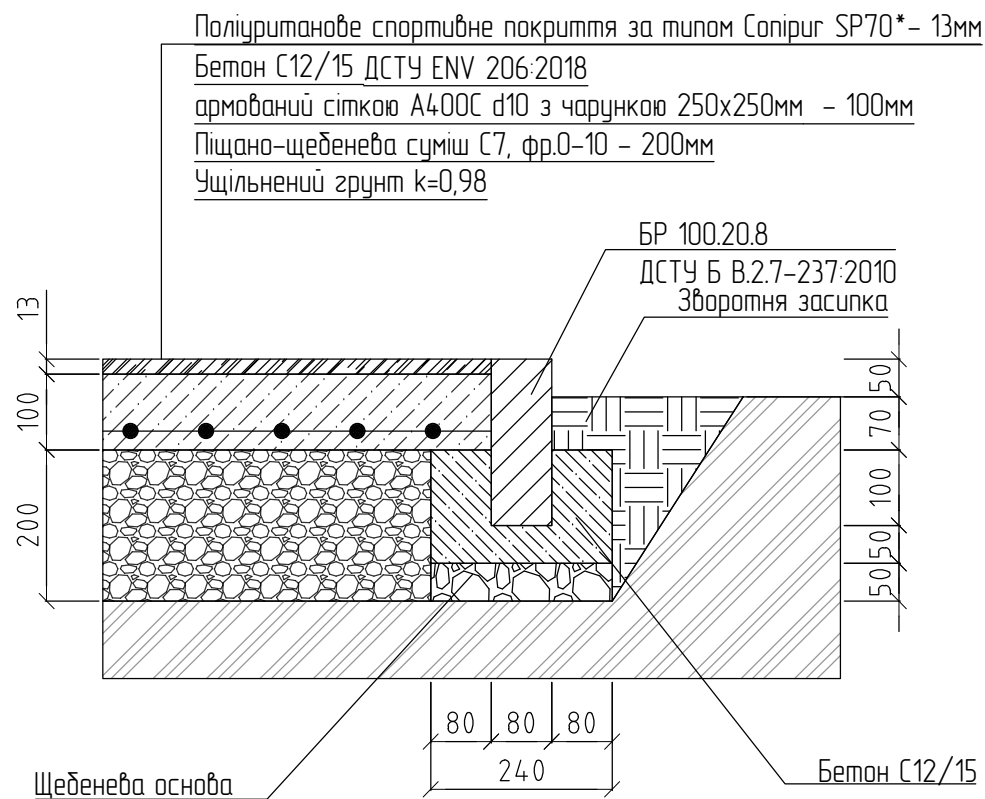 Поліуританове спортивне покриття за типом Conipur SP70*- 13мм
Бетон С12/15 ДСТУ ENV 206:2018
армований сіткою А400С d10 з чарункою 250х250мм - 100мм
Піщано-щебенева суміш С7, фр.0-10 - 200мм
Ущільнений грунт k=0,98
БР 100.20.8
ДСТУ Б В.2.7-237:2010
Зворотня засипка
13
100
200
50
70
100
50
50
80 80 80
240
Щебенева основа
Бетон С12/15